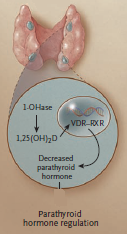 1-OHase
VDR–RXR
1,25(OH)₂D
Decreased
parathyroid
hormone
Parathyroid
hormone regulation